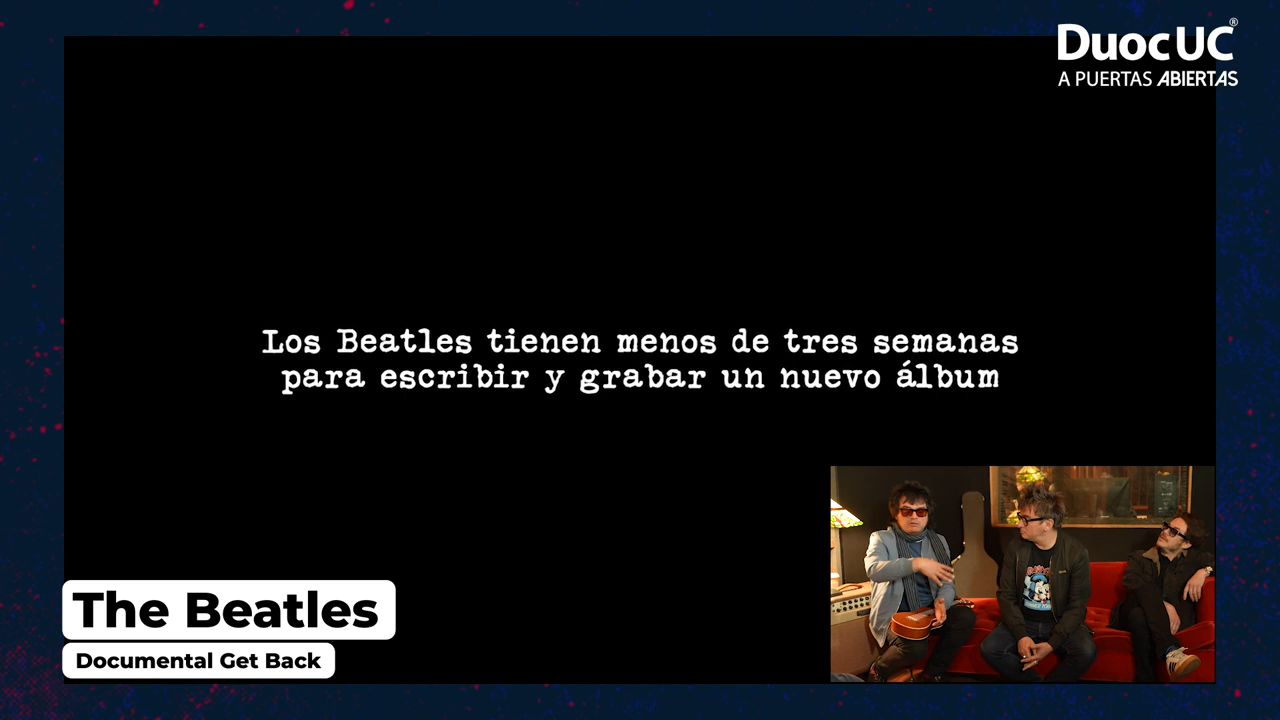 DuocUC®
A PUERTAS ABIERTAS
Los Beatles tienen menos de tres semanas
para escribir y grabar un nuevo álbum
The Beatles
Documental Get Back